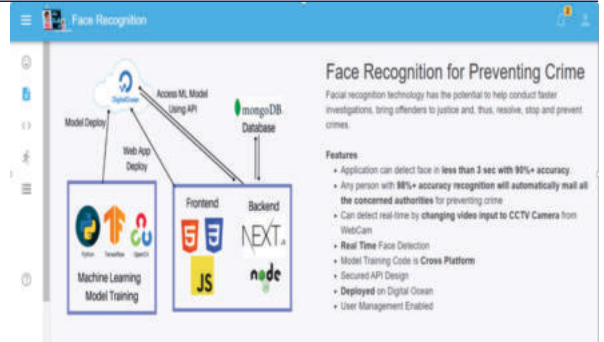 Face Recognition
DigitalOcean
Access ML Model
Using API
mongoDB
Database
Model Deploy
Web App
Deploy
Python
Tensorflow
OpenCV
Machine Learning
Model Training
Frontend
Backend
5
3
JS
NEXT.js
node
Face Recognition for Preventing Crime
Facial recognition technology has the potential to help conduct faster
investigations, bring offenders to justice and, thus, resolve, stop and prevent
crimes.
Features
Application can detect face in less than 3 sec with 90%+ accuracy.
Any person with 98%+ accuracy recognition will automatically mail all
the concerned authorities for preventing crime
Can detect real-time by changing video input to CCTV Camera from
WebCam
Real Time Face Detection
Model Training Code is Cross Platform
Secured API Design
Deployed on Digital Ocean
User Management Enabled